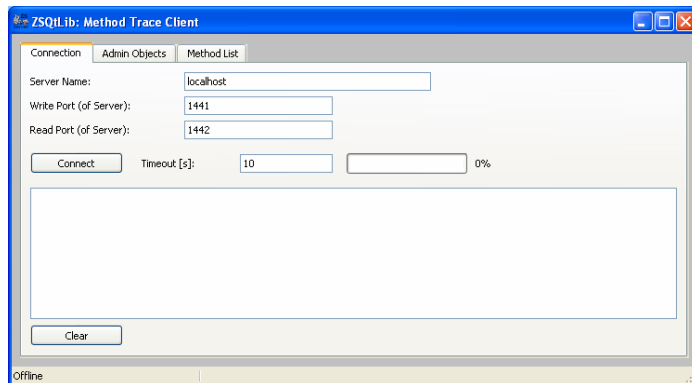 ZSQtLib: Method Trace Client
Connection Admin Objects Method List
Server Name: localhost
Write Port (of Server): 1441
Read Port (of Server): 1442
Connect Timeout [s]: 10 0%
Clear
Offline